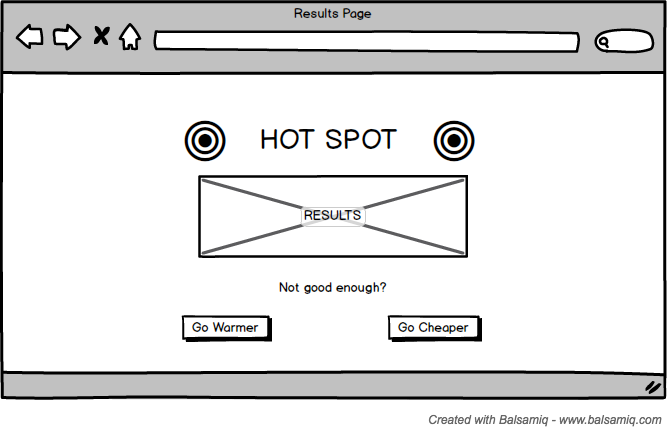 Results Page
HOT SPOT
RESULTS
Not good enough?
Go Warmer
Go Cheaper
Created with Balsamiq - www.balsamiq.com